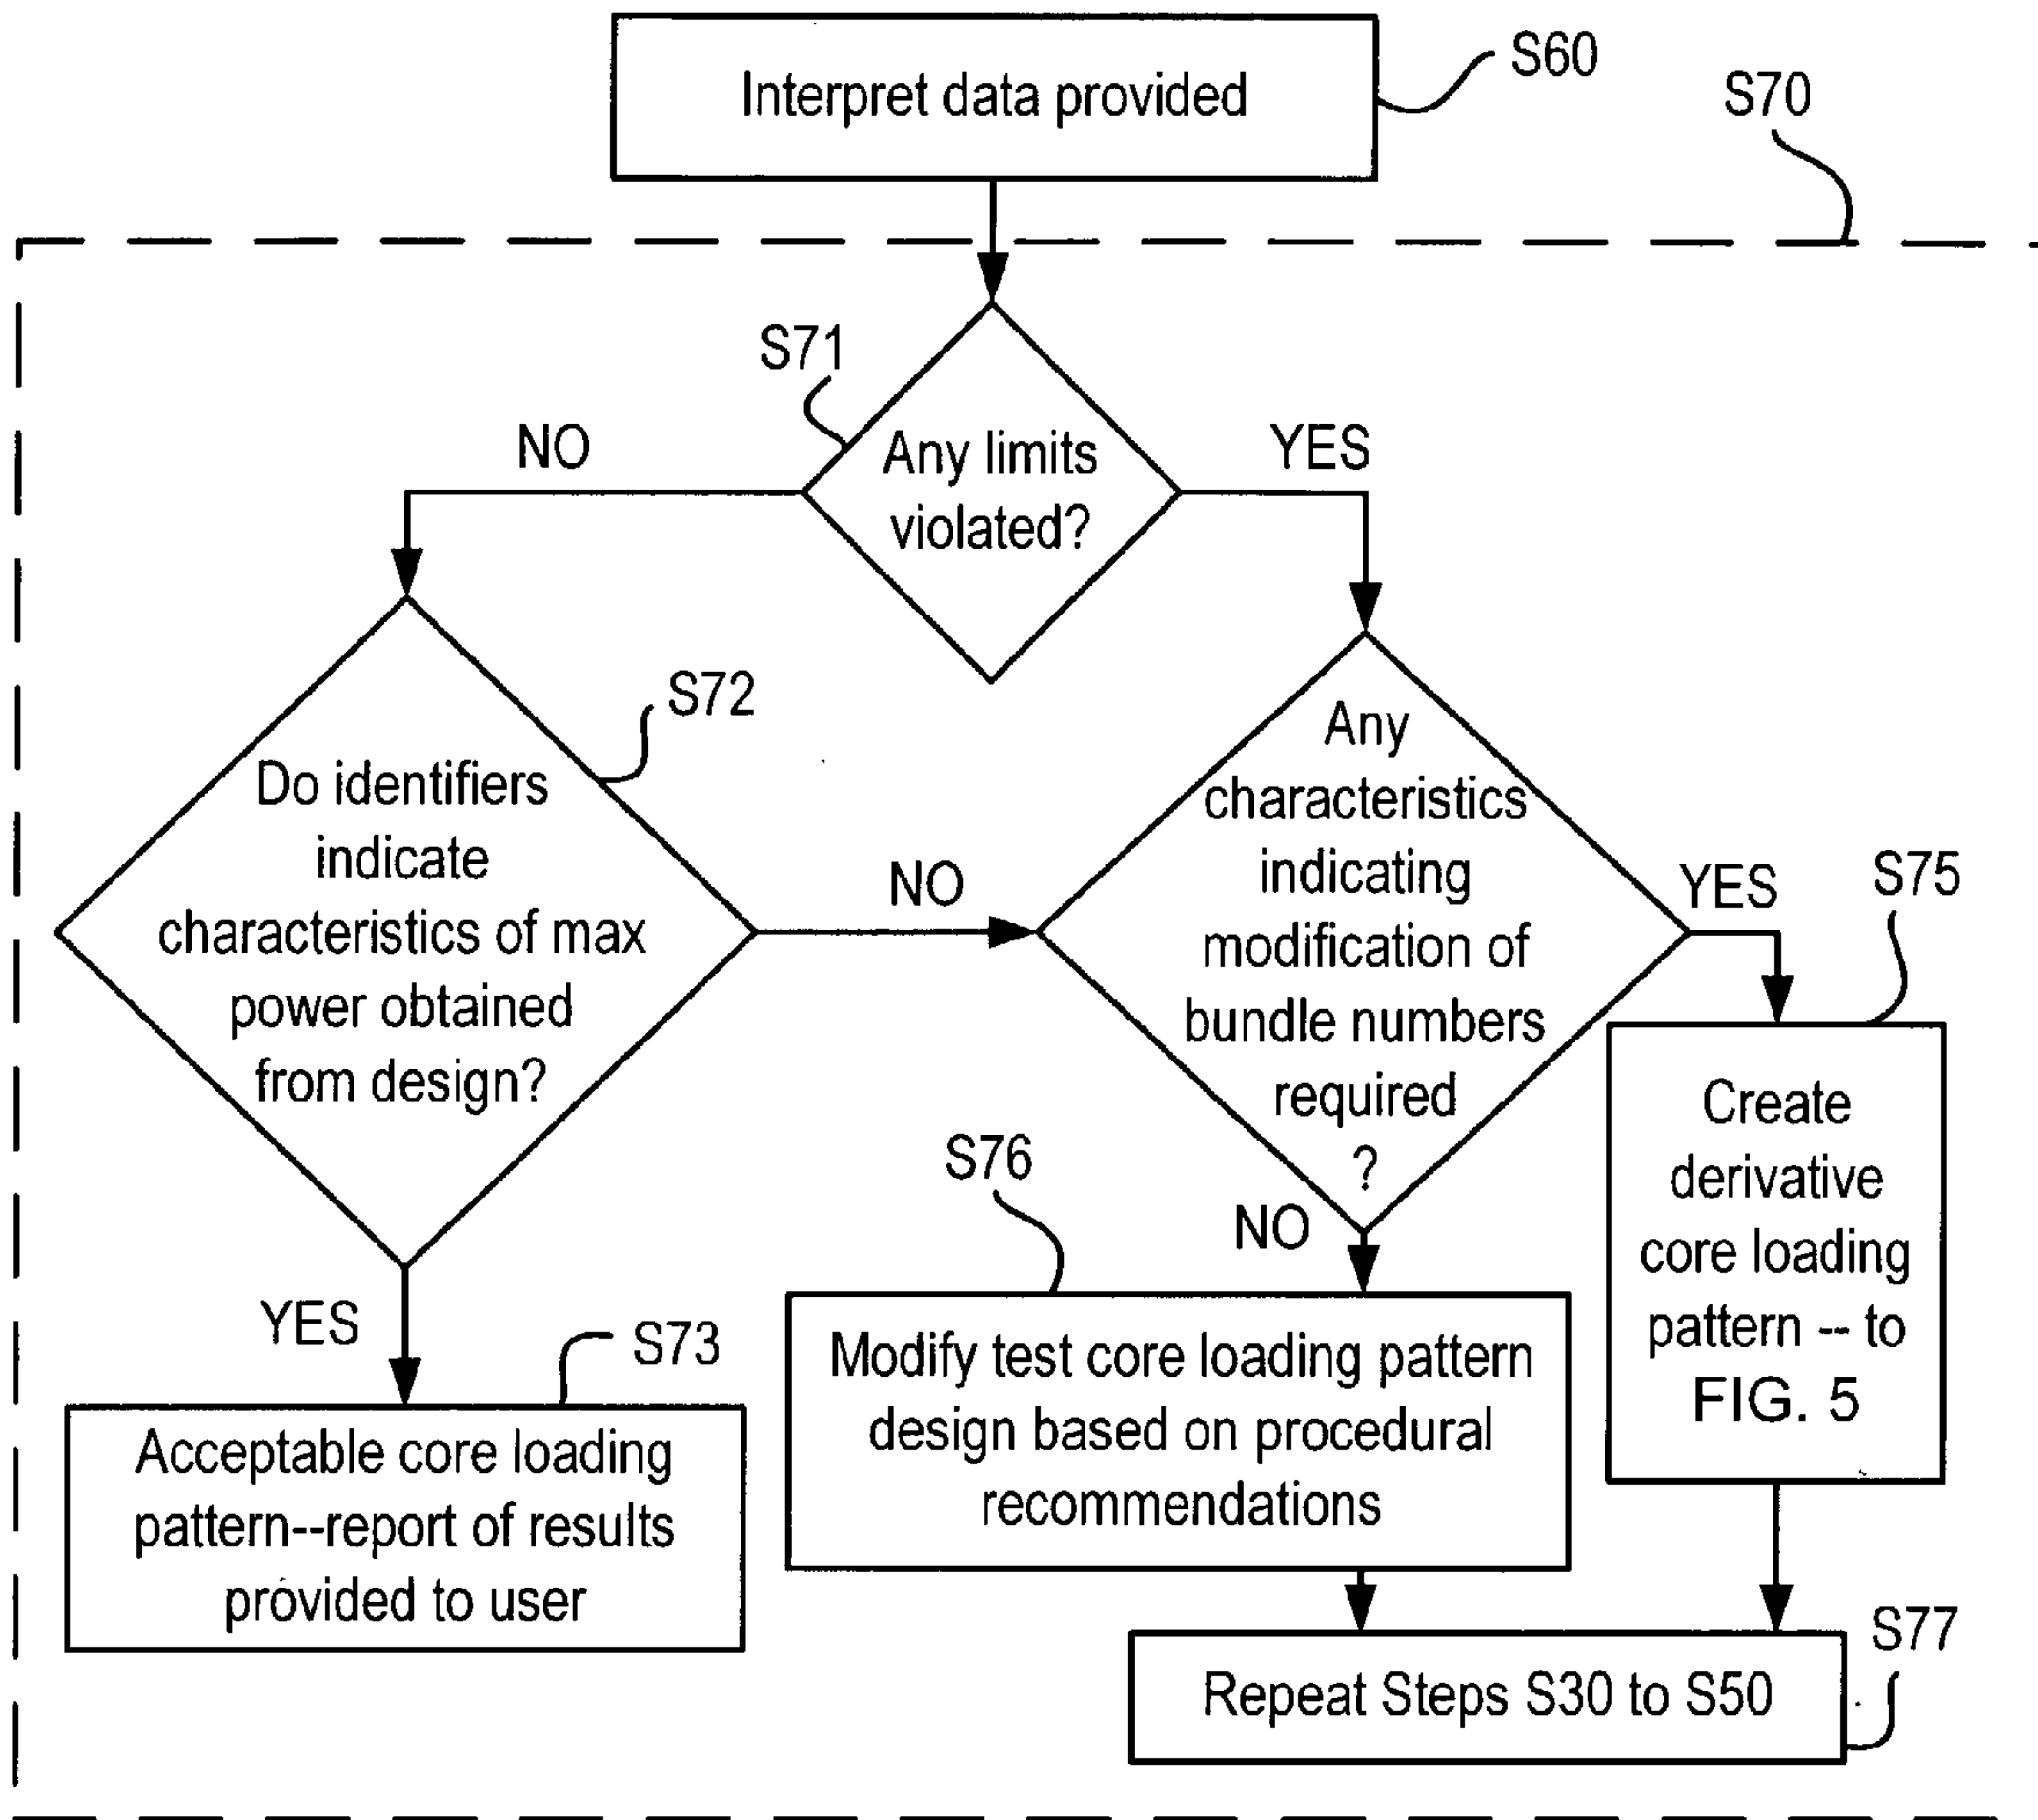 Interpret data provided
S60
S70
S71
Any limits
violated?
NO
YES
S72
Do identifiers
indicate
characteristics of max
power obtained
from design?
NO
Any
characteristics
indicating
modification of
bundle numbers
required
?
YES
S75
Create
derivative
core loading
pattern -- to
FIG. 5
NO
S76
Modify test core loading pattern
design based on procedural
recommendations
YES
S73
Acceptable core loading
pattern--report of results
provided to user
S77
Repeat Steps S30 to S50